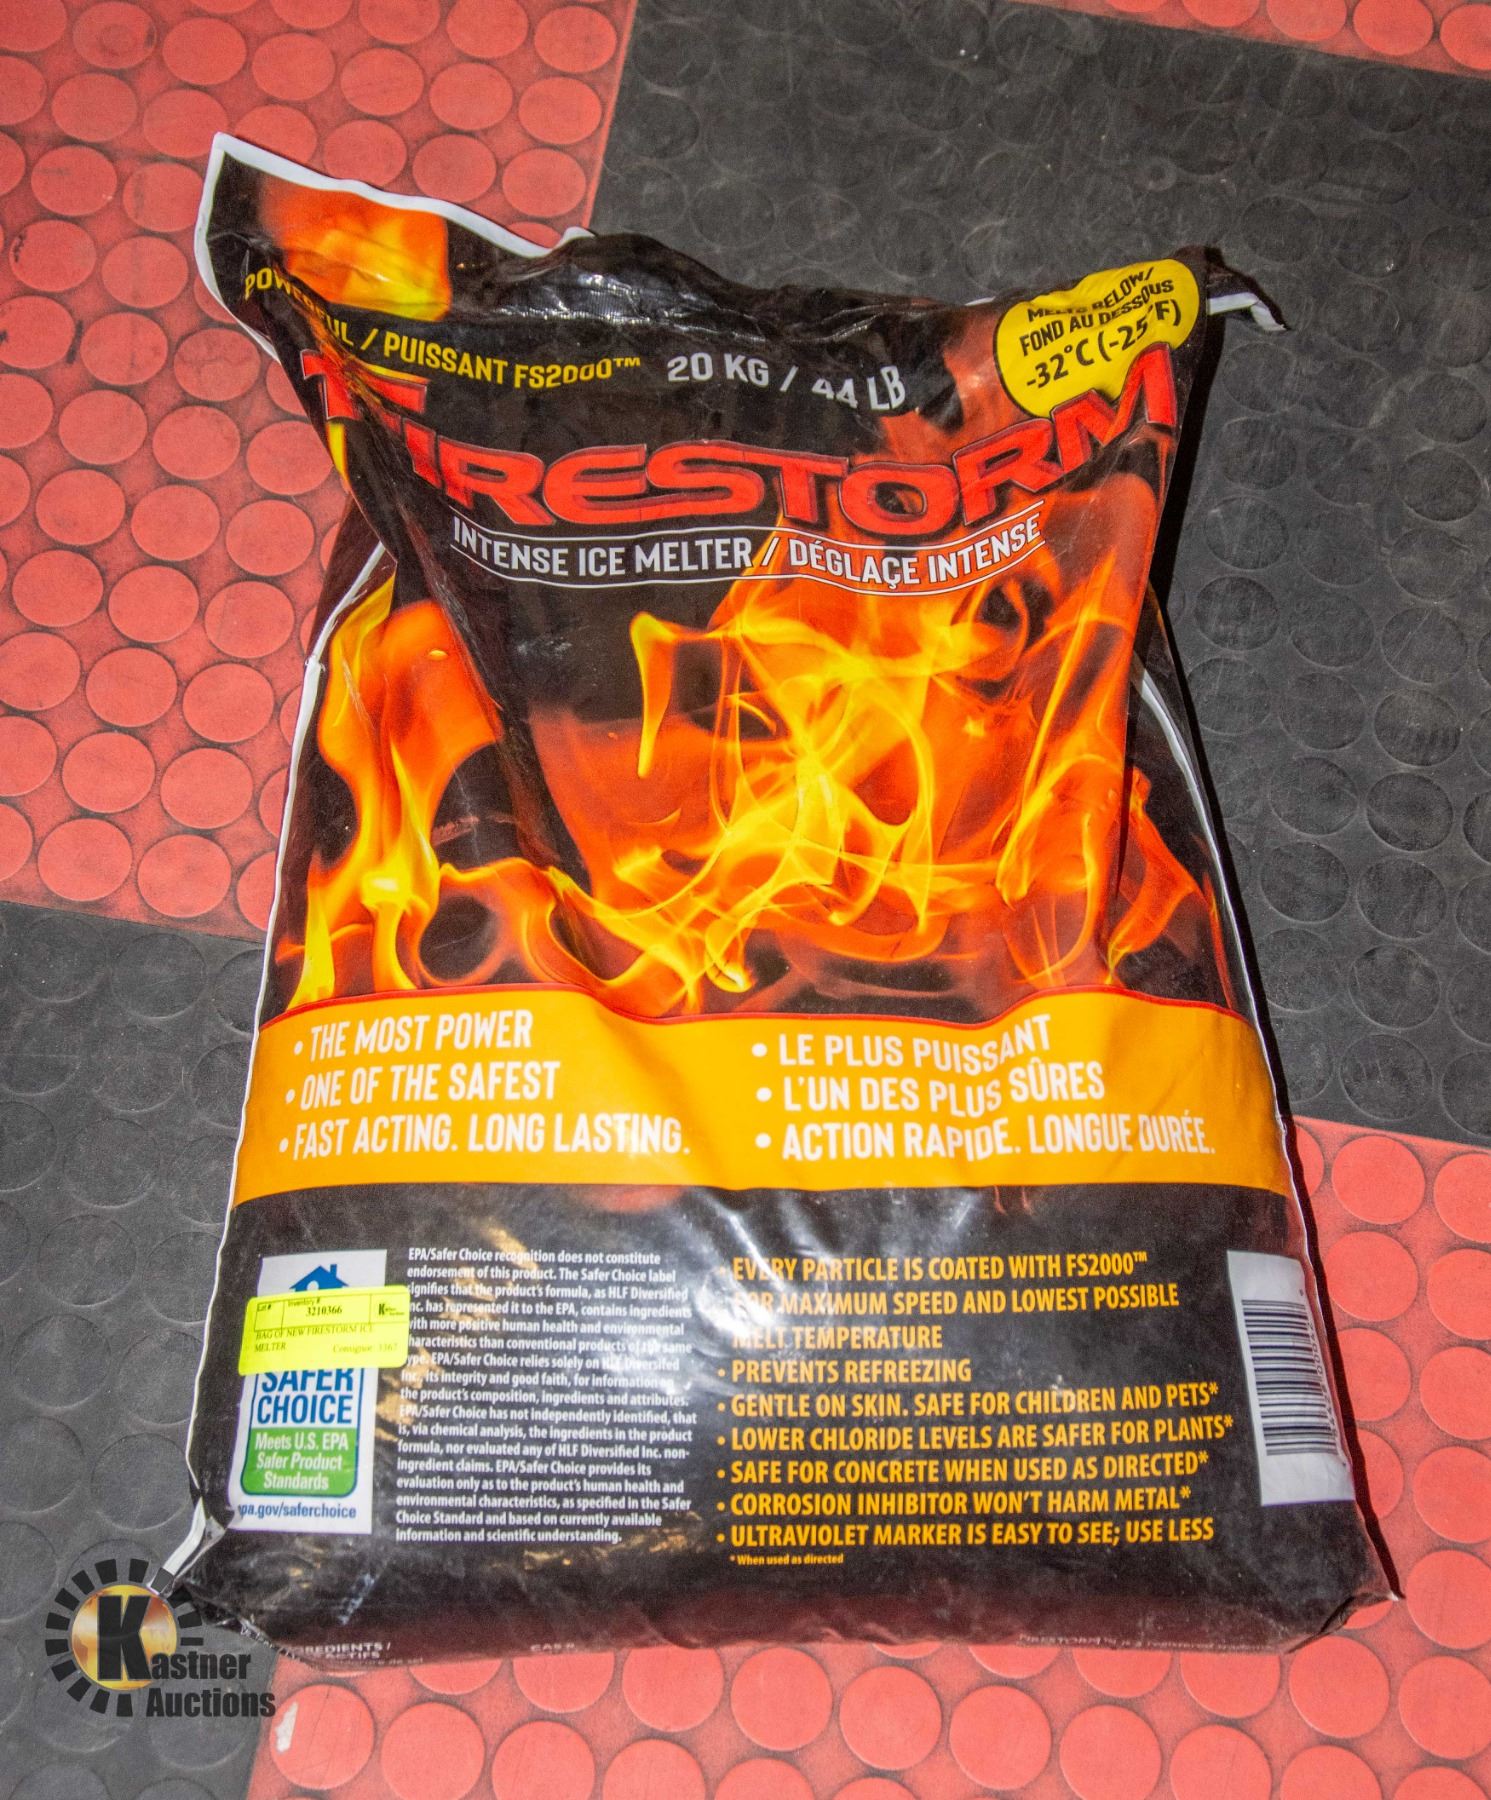 POWERFUL / PUISSANT FS2000™ 20 KG / 44 LB
MELTS BELOW/
FOND AU DESSOUS
-32°C (-25°F)
FIRESTORM
INTENSE ICE MELTER / DÉGLAÇE INTENSE
• THE MOST POWER
• ONE OF THE SAFEST
• FAST ACTING. LONG LASTING.
• LE PLUS PUISSANT
• L'UN DES PLUS SÛRES
• ACTION RAPIDE. LONGUE DURÉE.
Lot # Inventory #
3210366
BAG OF NEW FIRESTORM ICE
MELTER Consignor: 3367
SAFER
CHOICE
Meets U.S. EPA
Safer Product
Standards
epa.gov/saferchoice
EPA/Safer Choice recognition does not constitute
endorsement of this product. The Safer Choice label
signifies that the product's formula, as HLF Diversified
Inc. has represented it to the EPA, contains ingredients
with more positive human health and environmental
characteristics than conventional products of the same
type. EPA/Safer Choice relies solely on HLF Diversified
Inc., its integrity and good faith, for information on
the product's composition, ingredients and attributes.
EPA/Safer Choice has not independently identified, that
is, via chemical analysis, the ingredients in the product
formula, nor evaluated any of HLF Diversified Inc. non-
ingredient claims. EPA/Safer Choice provides its
evaluation only as to the product's human health and
environmental characteristics, as specified in the Safer
Choice Standard and based on currently available
information and scientific understanding.
• EVERY PARTICLE IS COATED WITH FS2000™
FOR MAXIMUM SPEED AND LOWEST POSSIBLE
MELT TEMPERATURE
• PREVENTS REFREEZING
• GENTLE ON SKIN. SAFE FOR CHILDREN AND PETS*
• LOWER CHLORIDE LEVELS ARE SAFER FOR PLANTS*
• SAFE FOR CONCRETE WHEN USED AS DIRECTED*
• CORROSION INHIBITOR WON'T HARM METAL*
• ULTRAVIOLET MARKER IS EASY TO SEE; USE LESS
* When used as directed
INGREDIENTS /
Kastner
Auctions